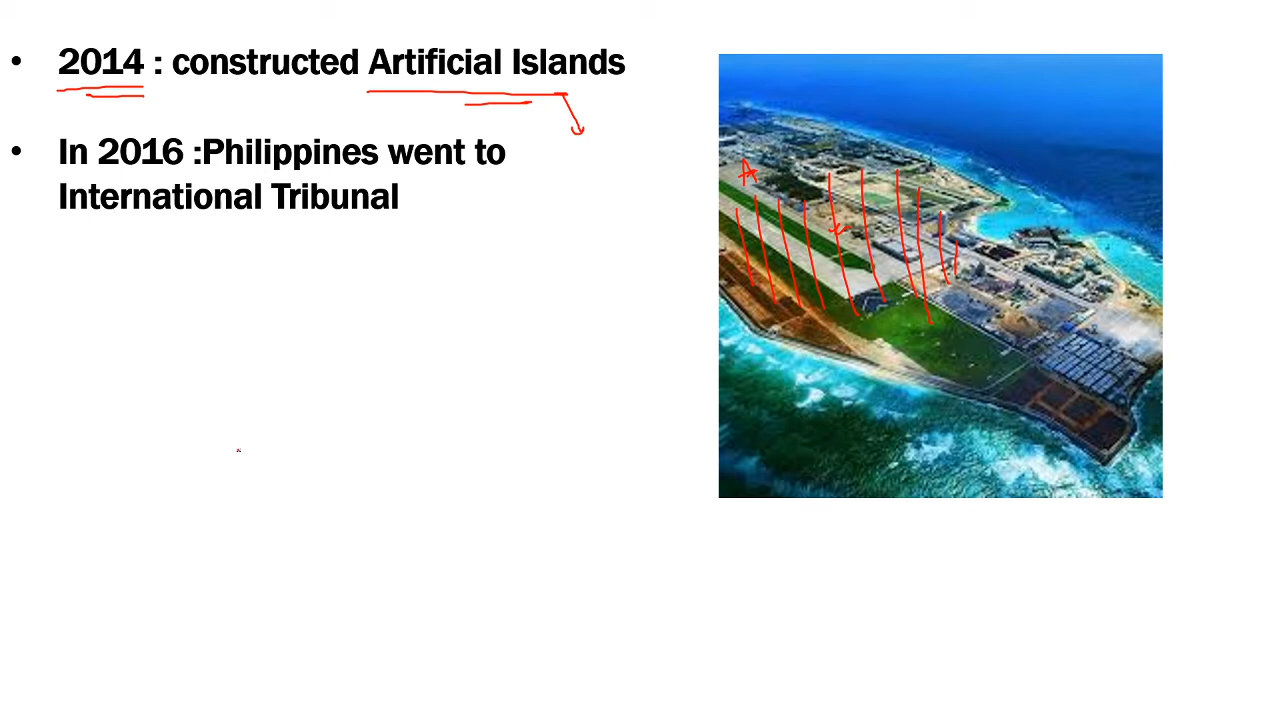 • 2014 : constructed Artificial Islands
• In 2016 :Philippines went to
International Tribunal
A